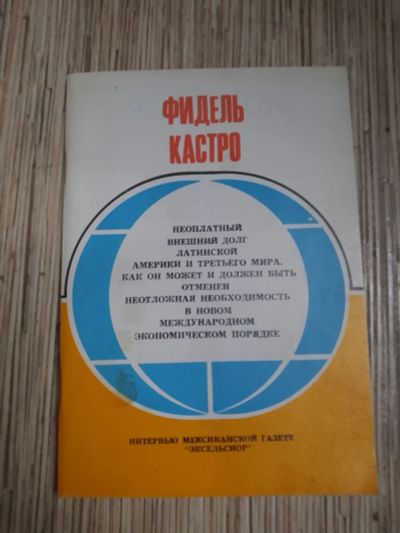 ФИДЕЛЬ
КАСТРО
НЕОПЛАТНЫЙ
ВНЕШНИЙ ДОЛГ
ЛАТИНСКОЙ
АМЕРИКИ И ТРЕТЬЕГО МИРА.
КАК ОН МОЖЕТ И ДОЛЖЕН БЫТЬ
ОТМЕНЕН
НЕОТЛОЖНАЯ НЕОБХОДИМОСТЬ
В НОВОМ
МЕЖДУНАРОДНОМ
ЭКОНОМИЧЕСКОМ ПОРЯДКЕ
ИНТЕРВЬЮ МЕКСИКАНСКОЙ ГАЗЕТЕ
"ЭКСЕЛЬСИОР"